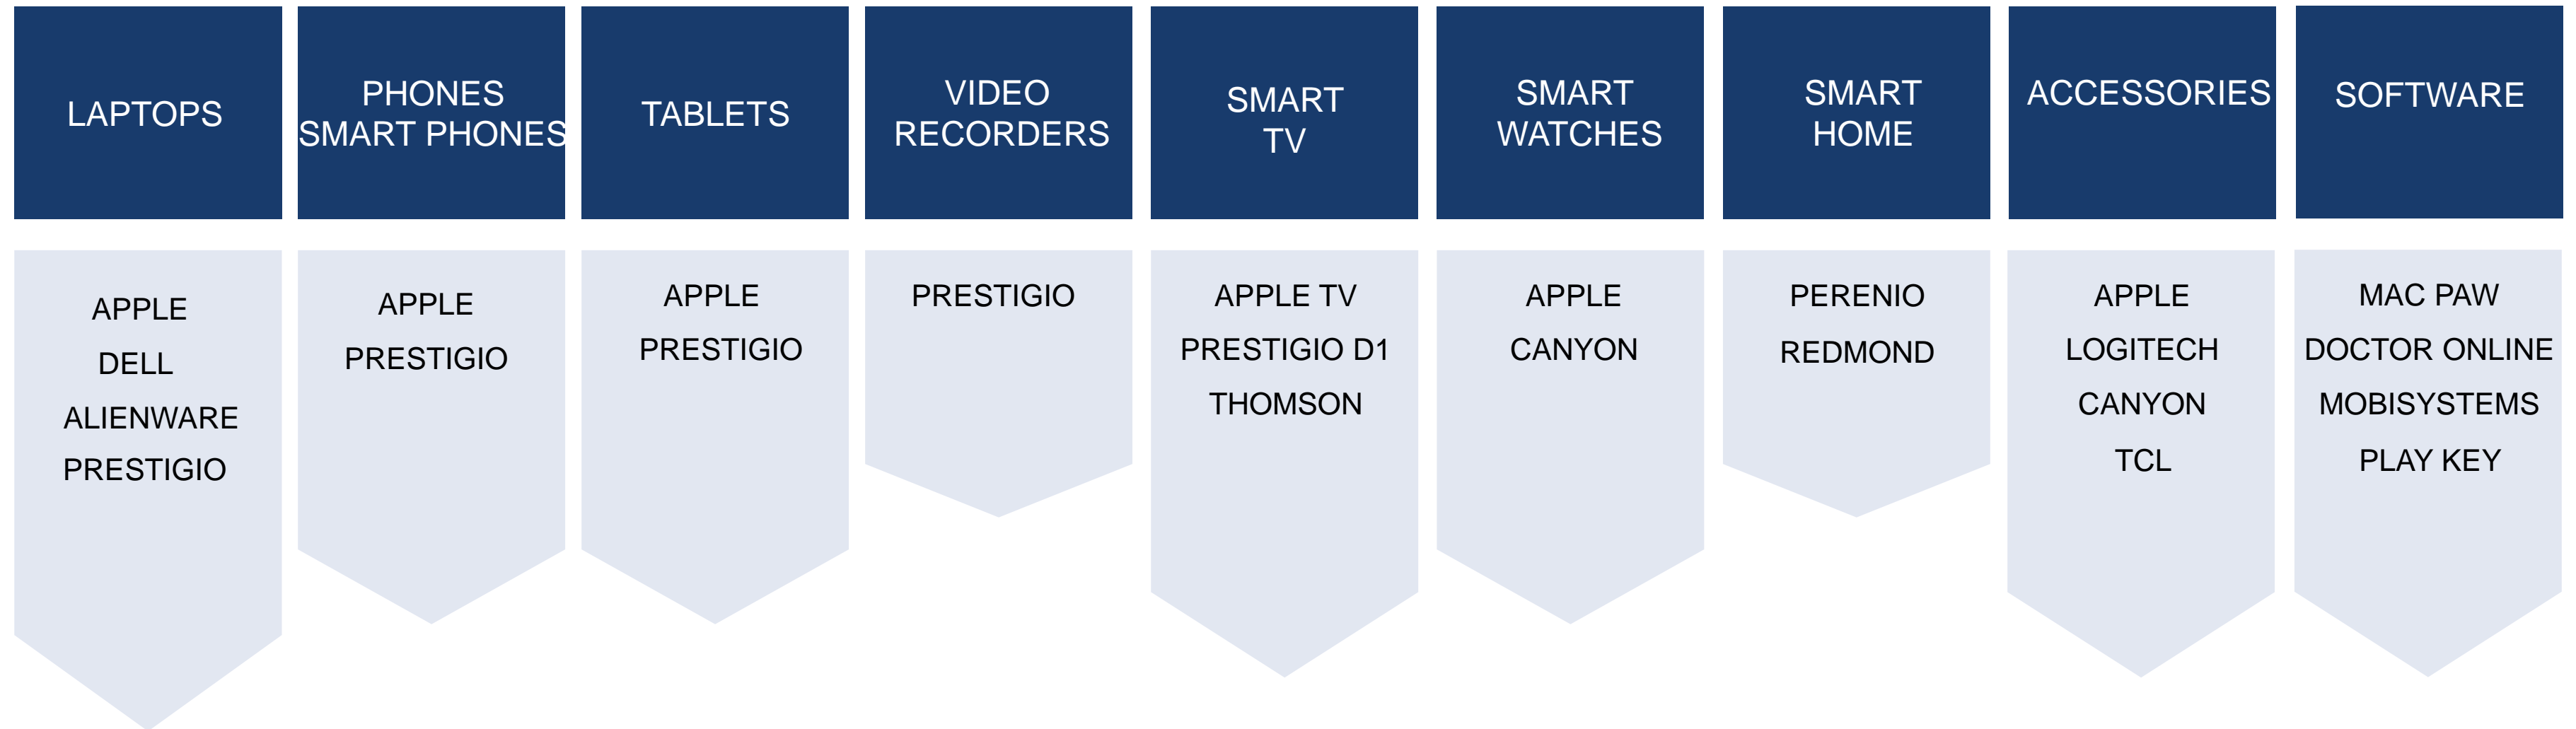 LAPTOPS
PHONES
SMART PHONES
TABLETS
VIDEO
RECORDERS
SMART
TV
SMART
WATCHES
SMART
HOME
ACCESSORIES
SOFTWARE
APPLE
DELL
ALIENWARE
PRESTIGIO
APPLE
PRESTIGIO
APPLE
PRESTIGIO
PRESTIGIO
APPLE TV
PRESTIGIO D1
THOMSON
APPLE
CANYON
PERENIO
REDMOND
APPLE
LOGITECH
CANYON
TCL
MAC PAW
DOCTOR ONLINE
MOBISYSTEMS
PLAY KEY